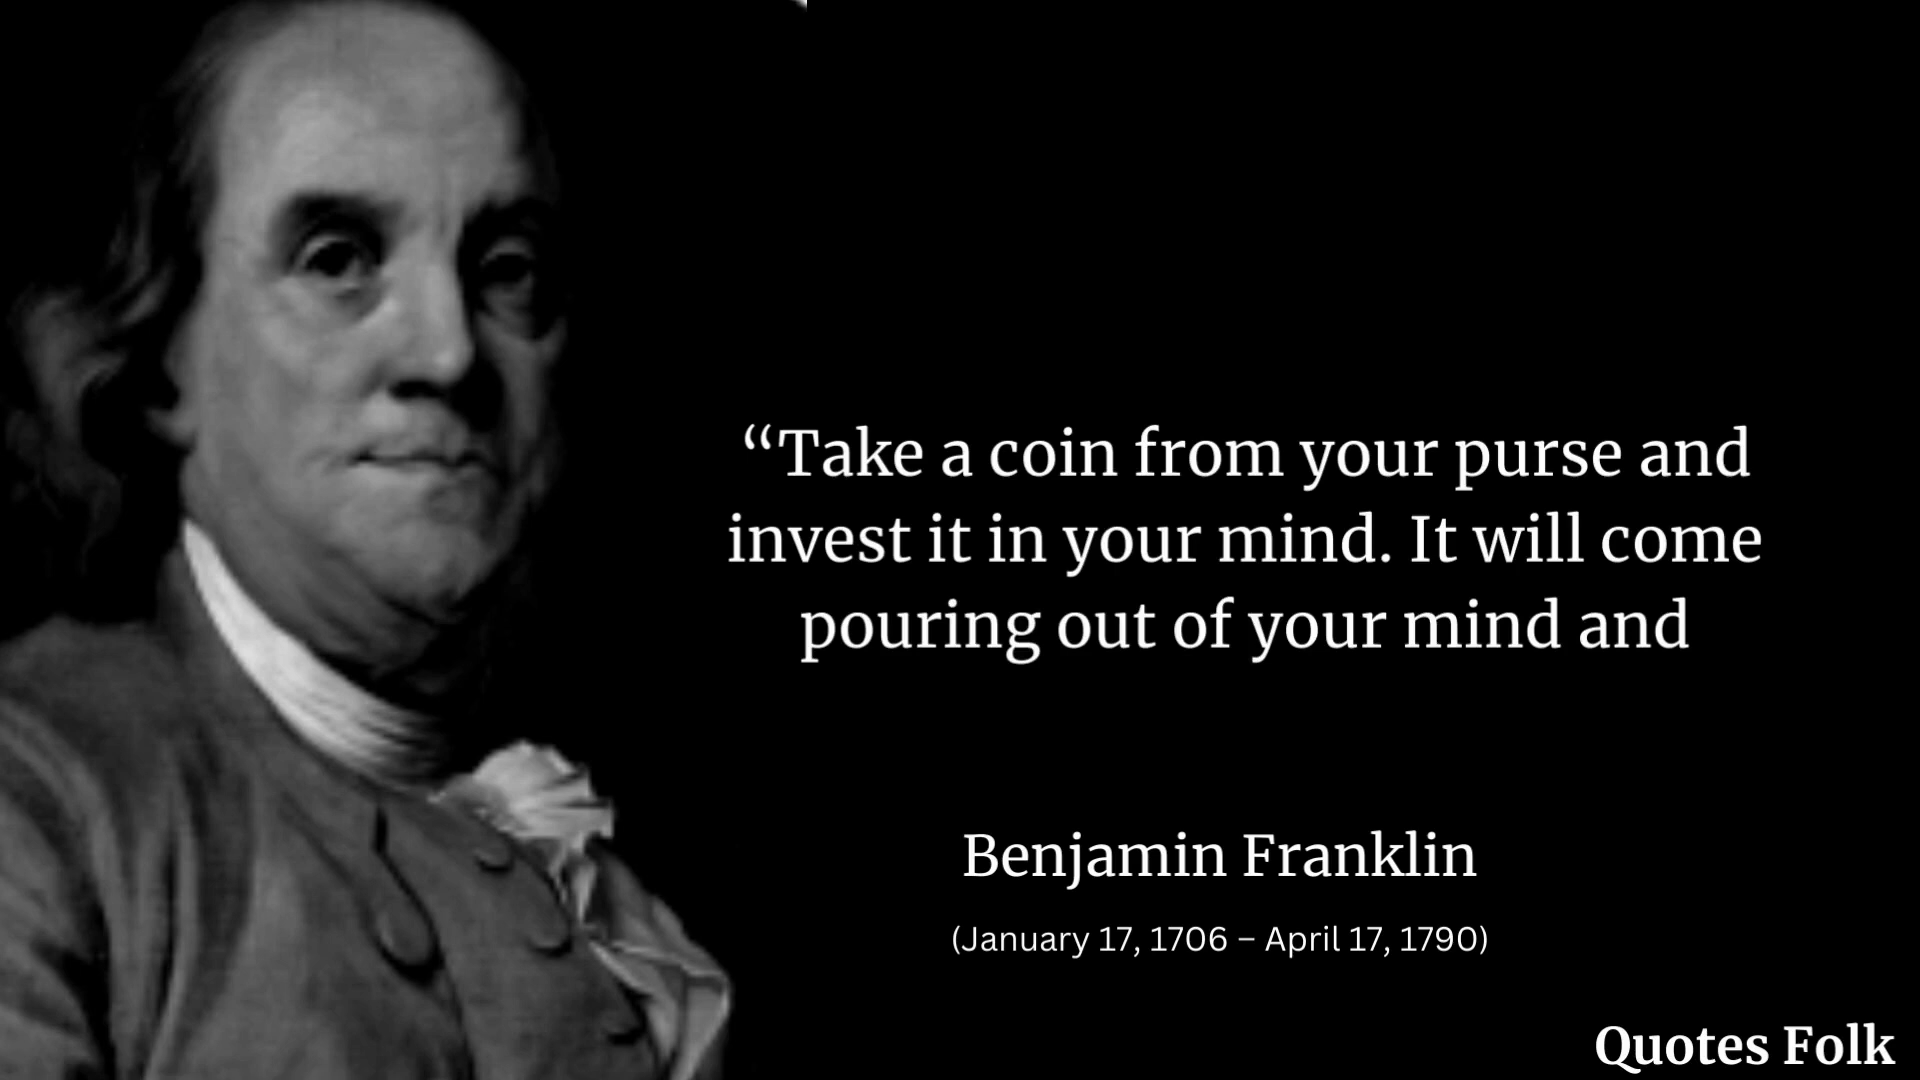 “Take a coin from your purse and
invest it in your mind. It will come
pouring out of your mind and
Benjamin Franklin
(January 17, 1706 – April 17, 1790)
Quotes Folk